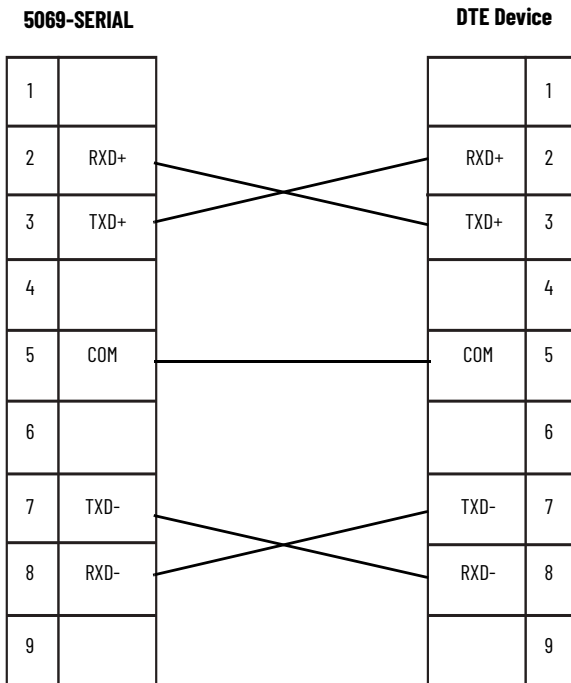 5069-SERIAL DTE Device
1 1
2 RXD+ RXD+ 2
3 TXD+ TXD+ 3
4 4
5 COM COM 5
6 6
7 TXD- TXD- 7
8 RXD- RXD- 8
9 9